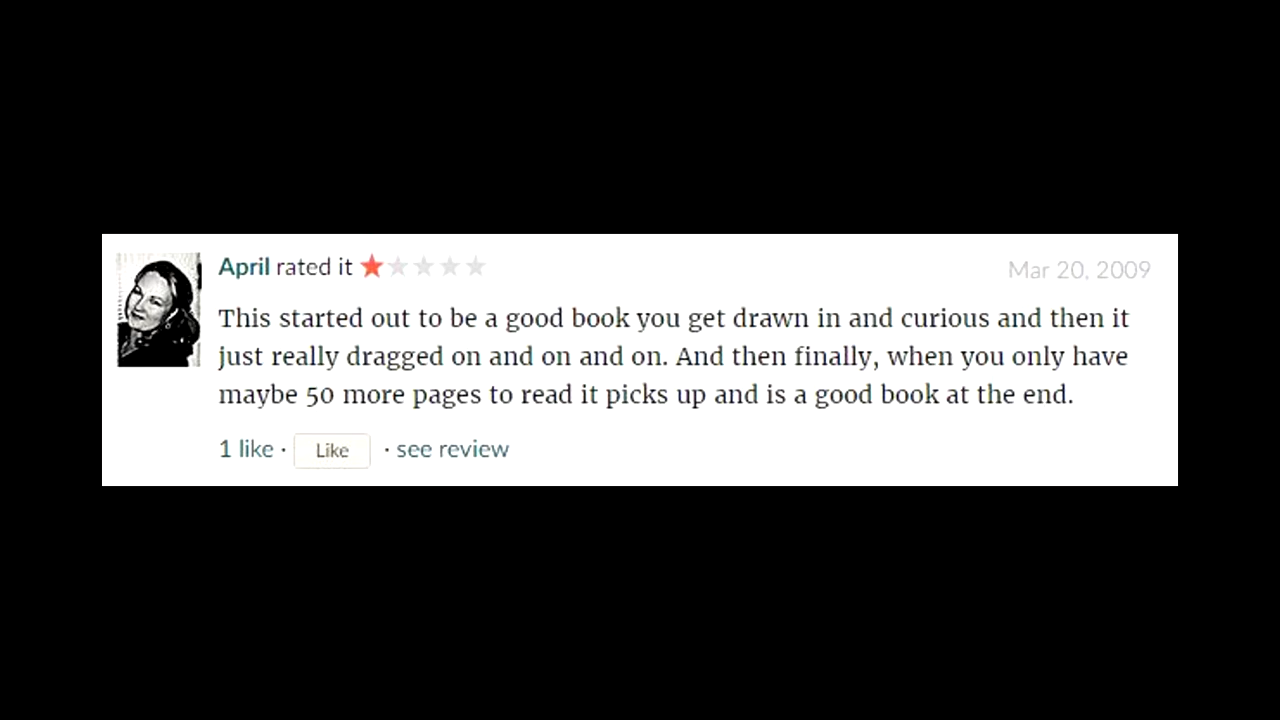 April rated it
Mar 20, 2009
This started out to be a good book you get drawn in and curious and then it
just really dragged on and on and on. And then finally, when you only have
maybe 50 more pages to read it picks up and is a good book at the end.
1 like · Like · see review